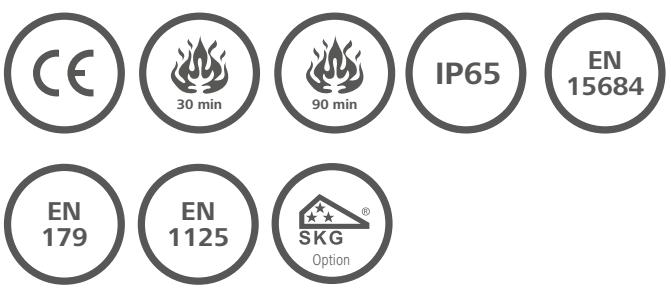 CE
30 min
90 min
IP65
EN
15684
EN
179
EN
1125
®
SKG
Option